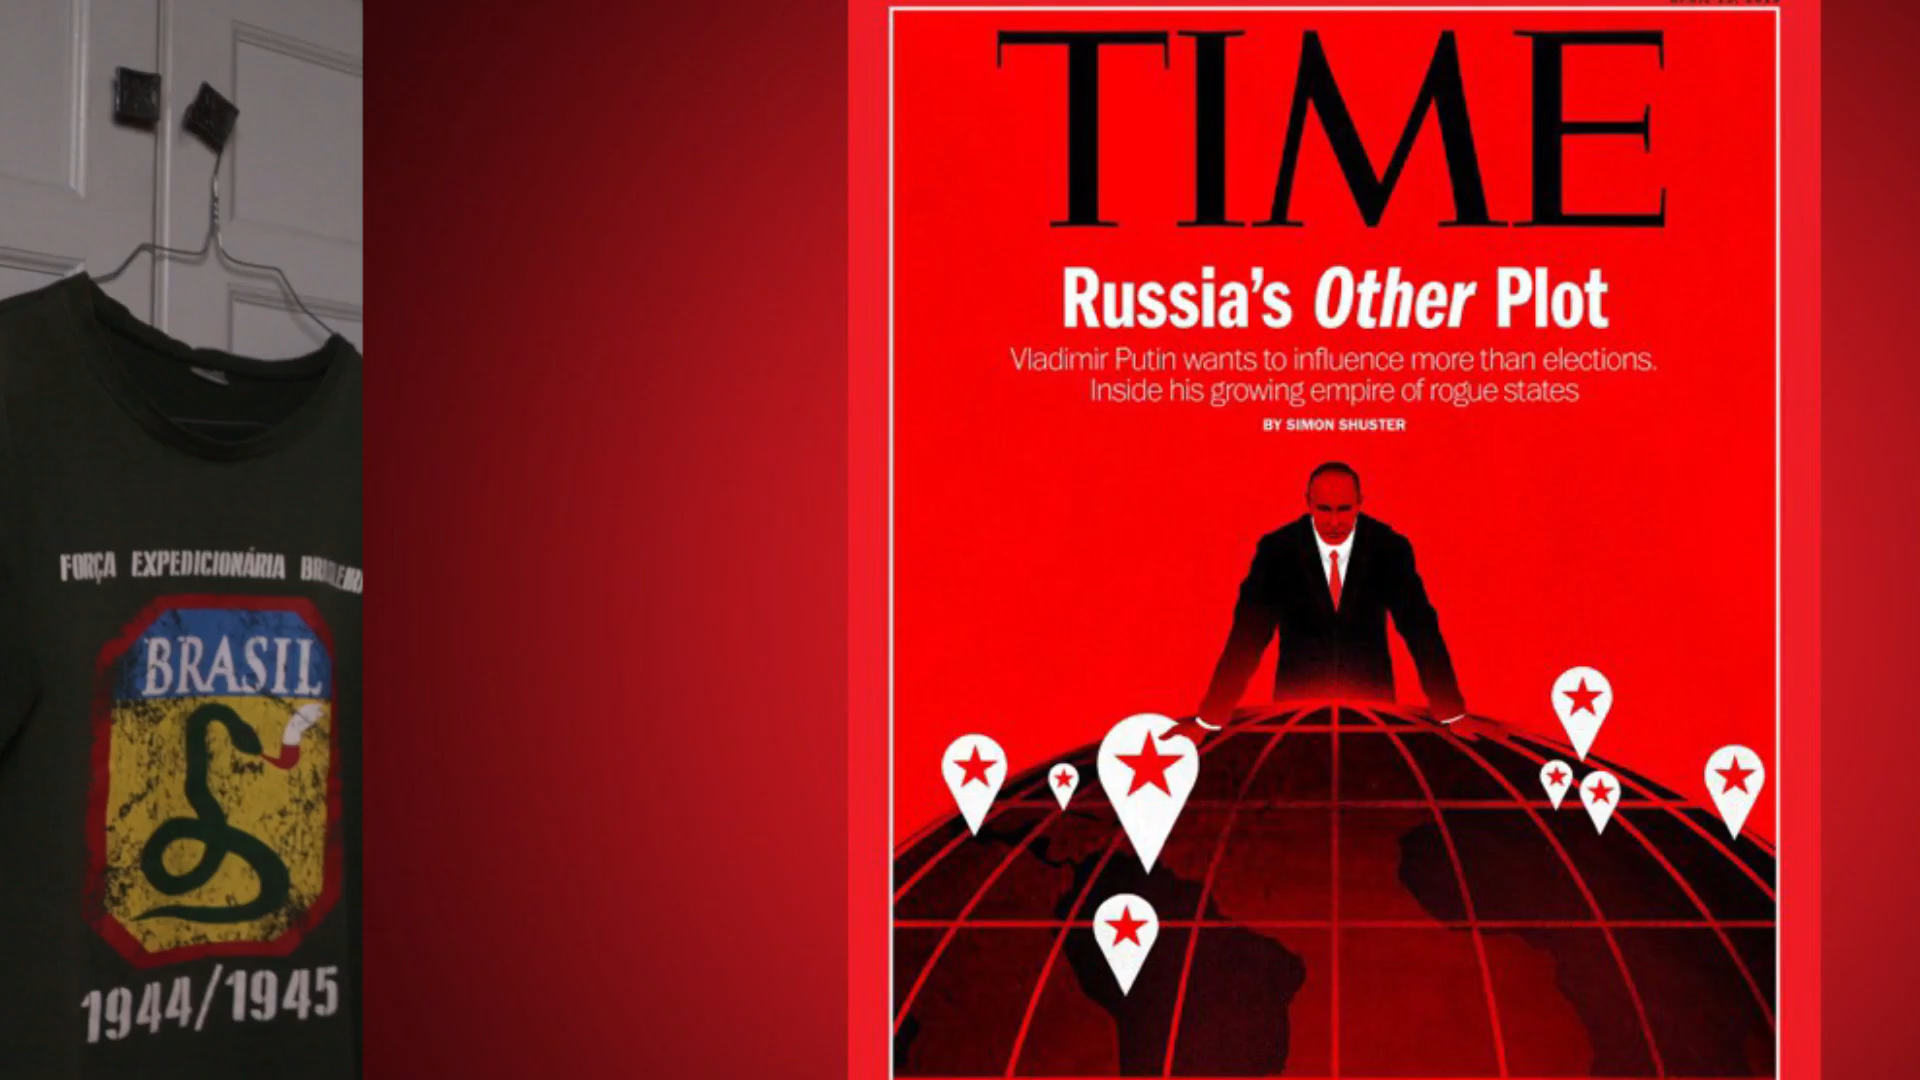 FORÇA EXPEDICIONÁRIA
BRASIL
1944/1945
TIME
Russia's Other Plot
Vladimir Putin wants to influence more than elections.
Inside his growing empire of rogue states
BY SIMON SHUSTER